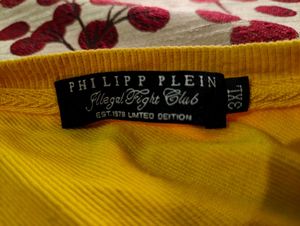 PHILIPP PLEIN
Illegal Fight Club
EST. 1978 LIMTED DEITION
3XL